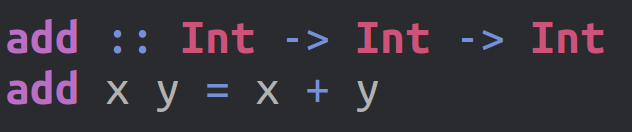 add :: Int -> Int -> Int
add x y = x + y